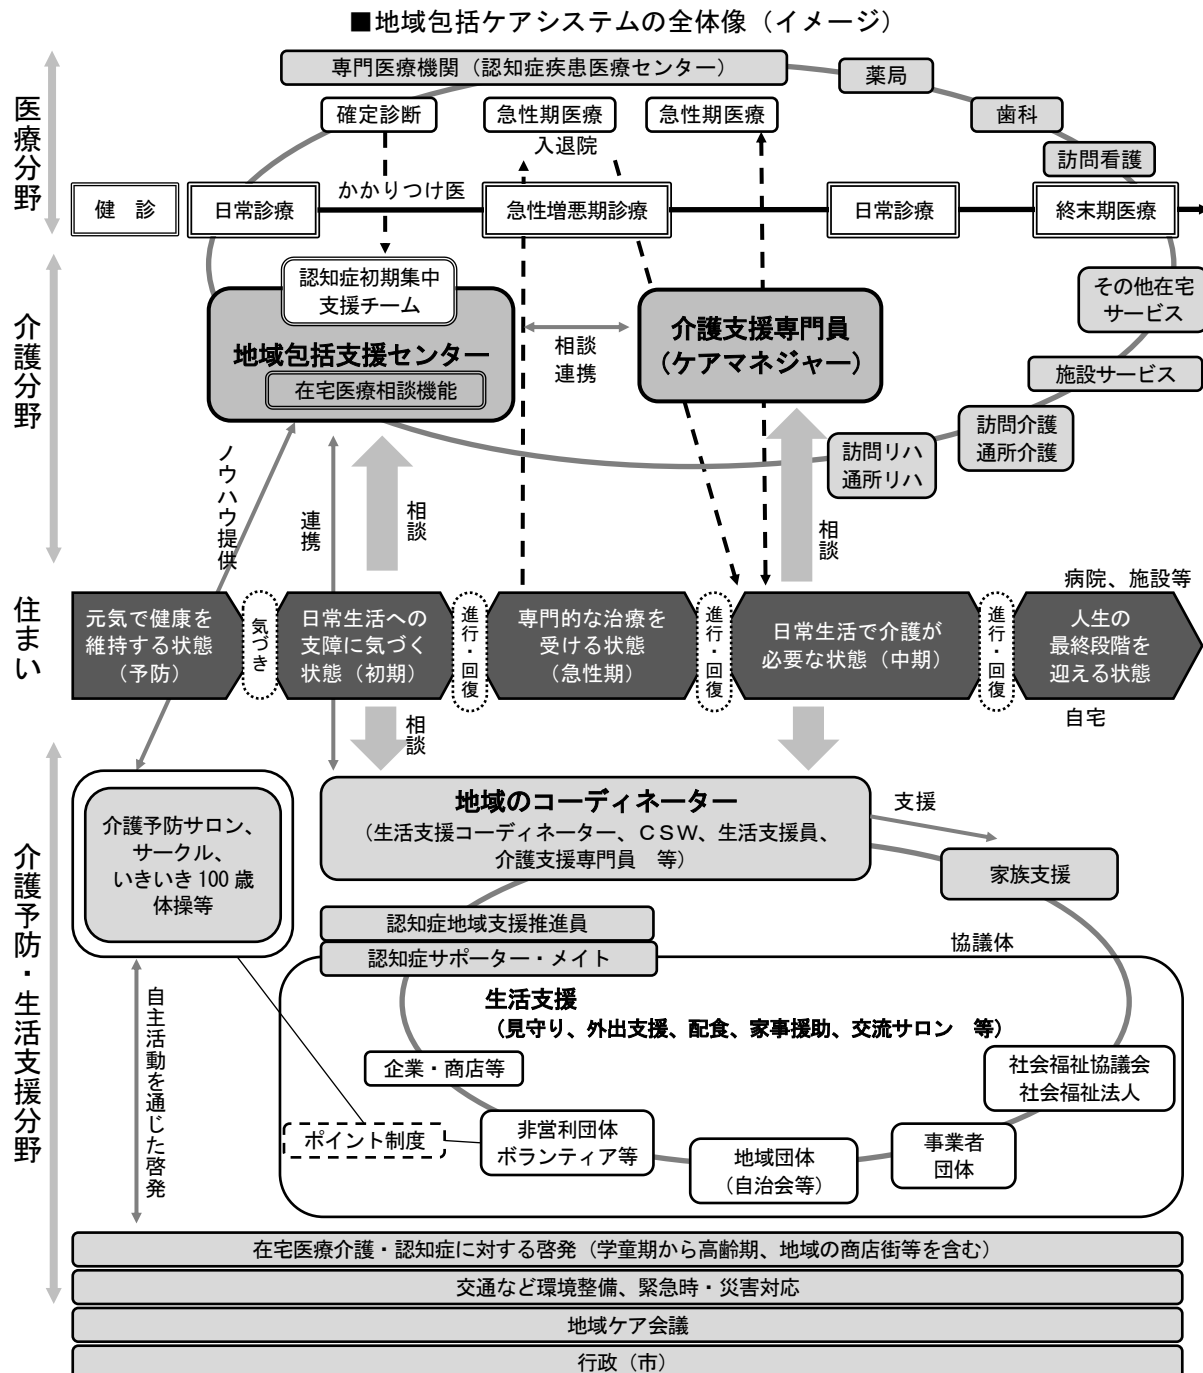 ■地域包括ケアシステムの全体像（イメージ）
医療分野
専門医療機関（認知症疾患医療センター）
薬局
歯科
訪問看護
確定診断
急性期医療
急性期医療
入退院
かかりつけ医
健　診
日常診療
急性増悪期診療
日常診療
終末期医療
介護分野
認知症初期集中
支援チーム
地域包括支援センター
在宅医療相談機能
相談
連携
介護支援専門員
（ケアマネジャー）
その他在宅
サービス
施設サービス
訪問介護
通所介護
訪問リハ
通所リハ
ノウハウ提供
連携
相談
相談
住まい
病院、施設等
元気で健康を
維持する状態
（予防）
気づき
日常生活への
支障に気づく
状態（初期）
進行・回復
専門的な治療を
受ける状態
（急性期）
進行・回復
日常生活で介護が
必要な状態（中期）
進行・回復
人生の
最終段階を
迎える状態
自宅
相談
介護予防・生活支援分野
介護予防サロン、
サークル、
いきいき100歳
体操等
地域のコーディネーター
（生活支援コーディネーター、ＣＳＷ、生活支援員、
介護支援専門員　等）
支援
家族支援
認知症地域支援推進員
認知症サポーター・メイト
協議体
生活支援
（見守り、外出支援、配食、家事援助、交流サロン　等）
企業・商店等
社会福祉協議会
社会福祉法人
ポイント制度
非営利団体
ボランティア等
地域団体
（自治会等）
事業者
団体
自主活動を通じた啓発
在宅医療介護・認知症に対する啓発（学童期から高齢期、地域の商店街等を含む）
交通など環境整備、緊急時・災害対応
地域ケア会議
行政（市）